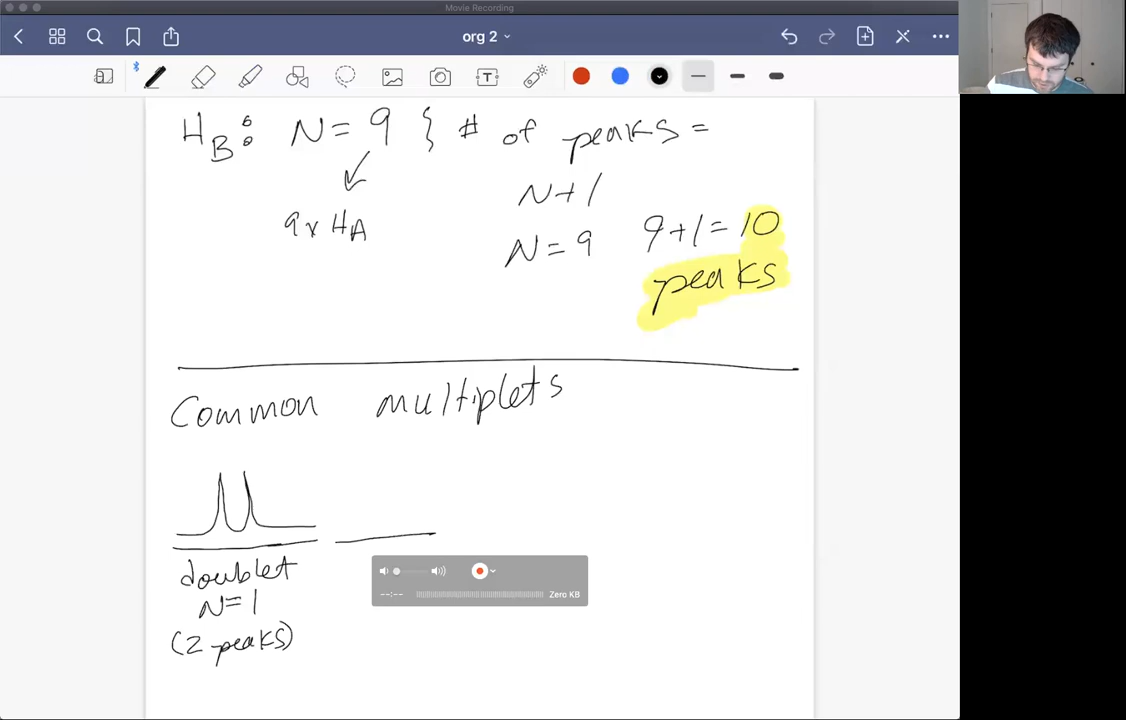 Movie Recording
org 2
H_B: N = 9 } # of peaks =
N+1
9+1 = 10
9x H_A
N = 9
peaks
Common multiplets
doublet
N=1
(2 peaks)
--:--
Zero KB